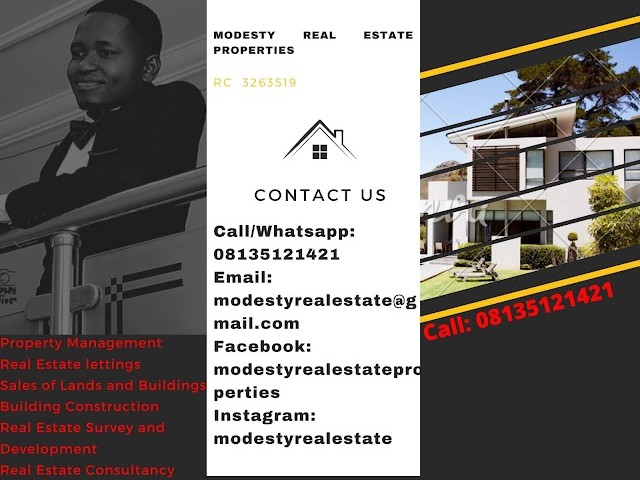 MODESTY REAL ESTATE
PROPERTIES
RC 3263519
CONTACT US
Call/Whatsapp:
08135121421
Email:
modestyrealestate@g
mail.com
Facebook:
modestyrealestatepro
perties
Instagram:
modestyrealestate
Property Management
Real Estate lettings
Sales of Lands and Buildings
Building Construction
Real Estate Survey and
Development
Real Estate Consultancy
Call: 08135121421